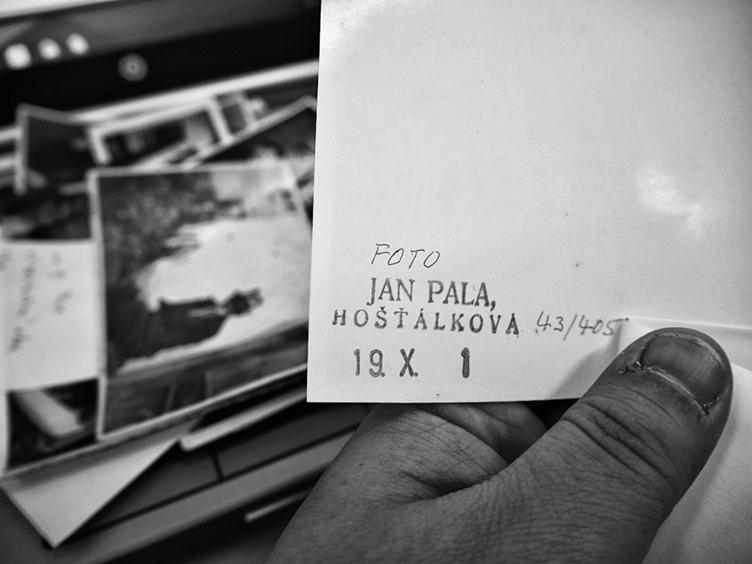 FOTO
JAN PALA,
HOŠŤÁLKOVA 43/405
19. X. 1